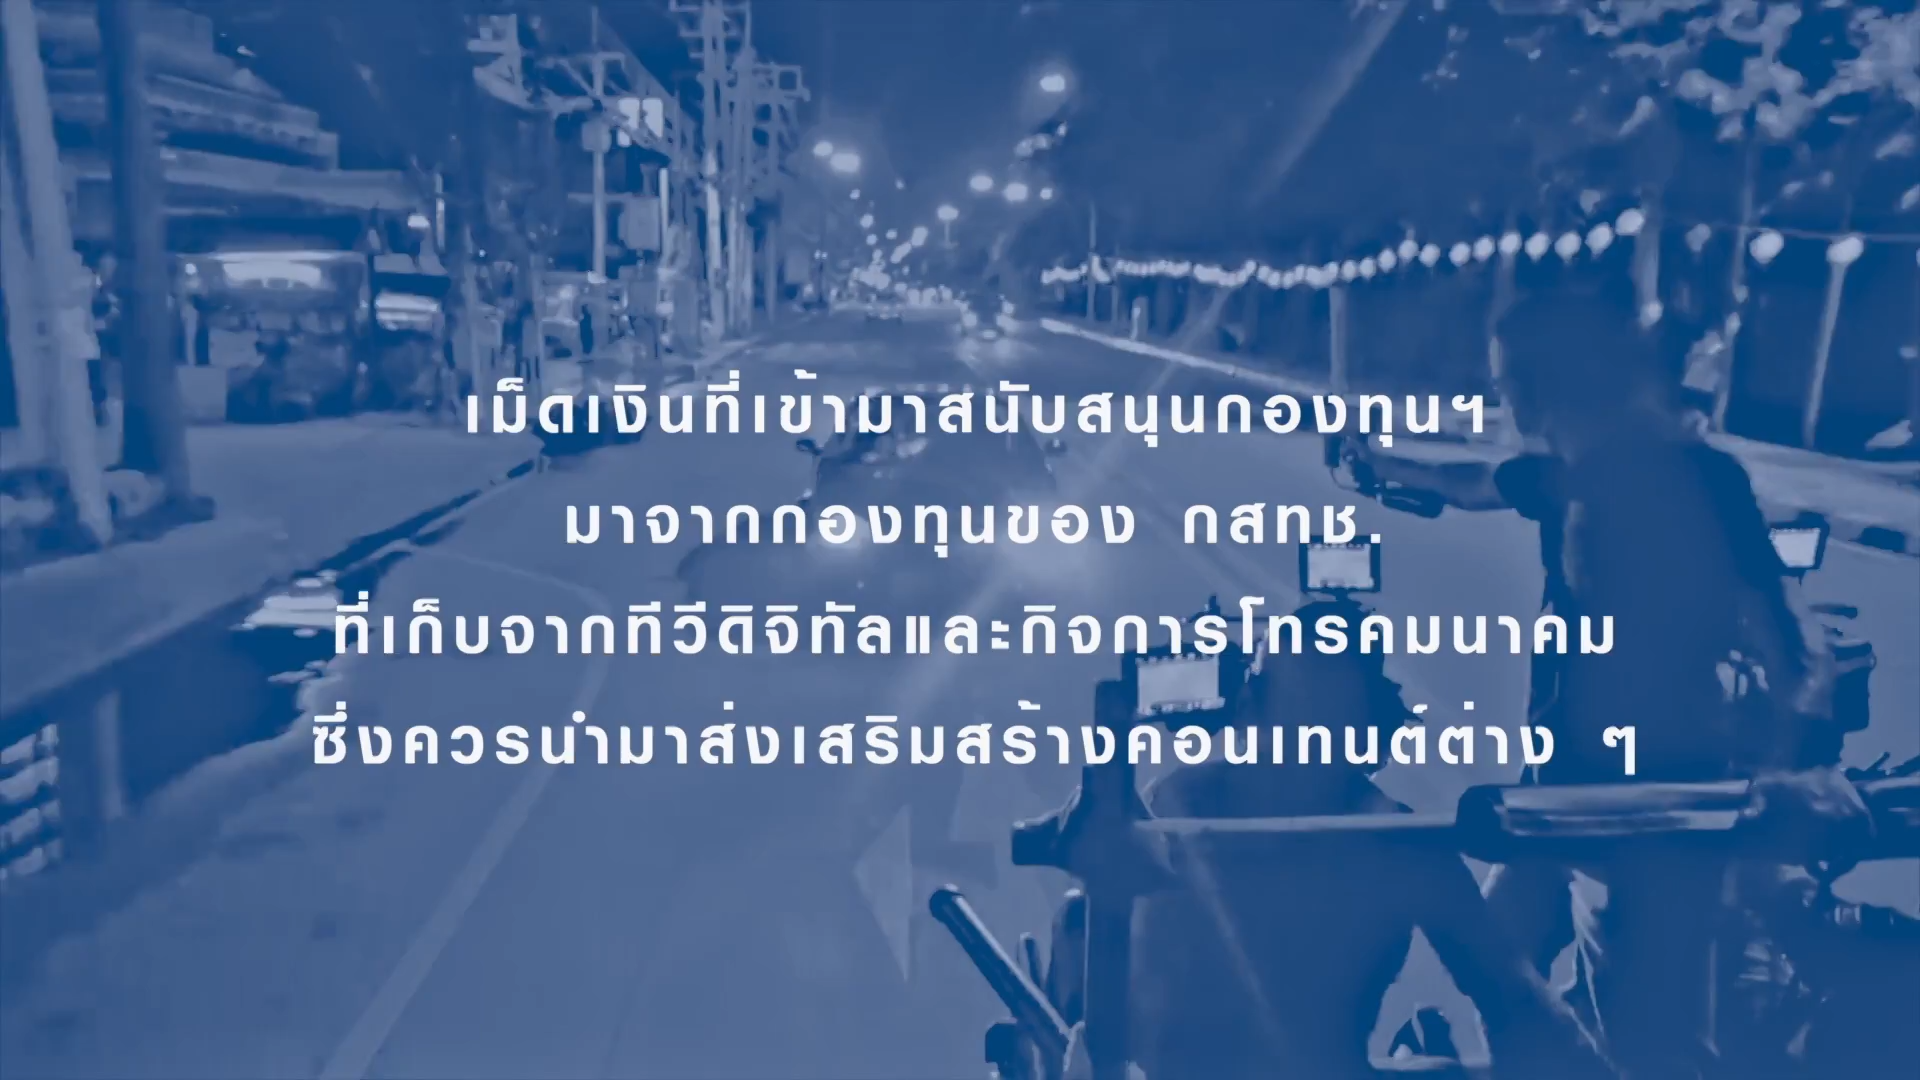 เม็ดเงินที่เข้ามาสนับสนุนกองทุนฯ
มาจากกองทุนของ กสทช.
ที่เก็บจากทีวีดิจิทัลและกิจการโทรคมนาคม
ซึ่งควรนำมาส่งเสริมสร้างคอนเทนต์ต่าง ๆ